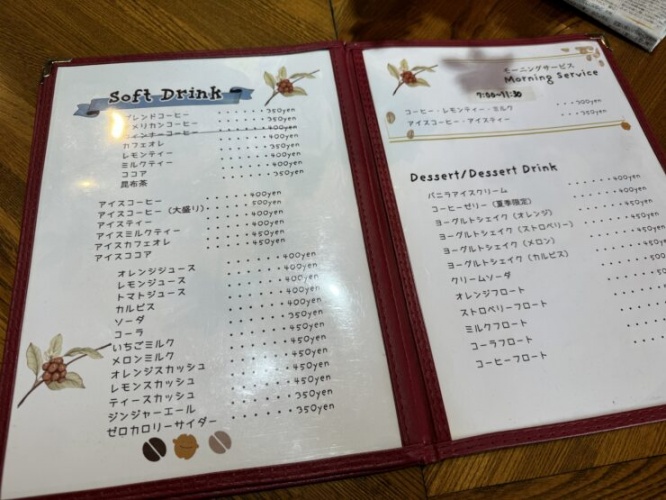 Soft Drink
ブレンドコーヒー ・・・・・・350yen
アメリカンコーヒー ・・・・・・350yen
ウインナーコーヒー ・・・・・・400yen
カフェオレ ・・・・・・400yen
レモンティー ・・・・・・350yen
ミルクティー ・・・・・・350yen
ココア ・・・・・・400yen
昆布茶 ・・・・・・350yen
アイスコーヒー ・・・・・・400yen
アイスコーヒー (大盛り) ・・・・・・500yen
アイスティー ・・・・・・400yen
アイスミルクティー ・・・・・・450yen
アイスカフェオレ ・・・・・・450yen
アイスココア ・・・・・・450yen
オレンジジュース ・・・・・・400yen
レモンジュース ・・・・・・400yen
トマトジュース ・・・・・・400yen
カルピス ・・・・・・400yen
ソーダ
コーラ
いちごミルク
メロンミルク
オレンジスカッシュ
レモンスカッシュ
ティースカッシュ
ジンジャーエール
ゼロカロリーサイダー ・・・・・・350yen
モーニングサービス
Morning Service
7:00~11:30
コーヒー・レモンティー・ミルク ・・・300yen
アイスコーヒー・アイスティー ・・・350yen
Dessert/Dessert Drink
バニラアイスクリーム
コーヒーゼリー (夏季限定)
ヨーグルトシェイク (オレンジ)
ヨーグルトシェイク (ストロベリー)
ヨーグルトシェイク (メロン)
ヨーグルトシェイク (カルピス)
クリームソーダ
オレンジフロート
ストロベリーフロート
ミルクフロート
コーラフロート
コーヒーフロート